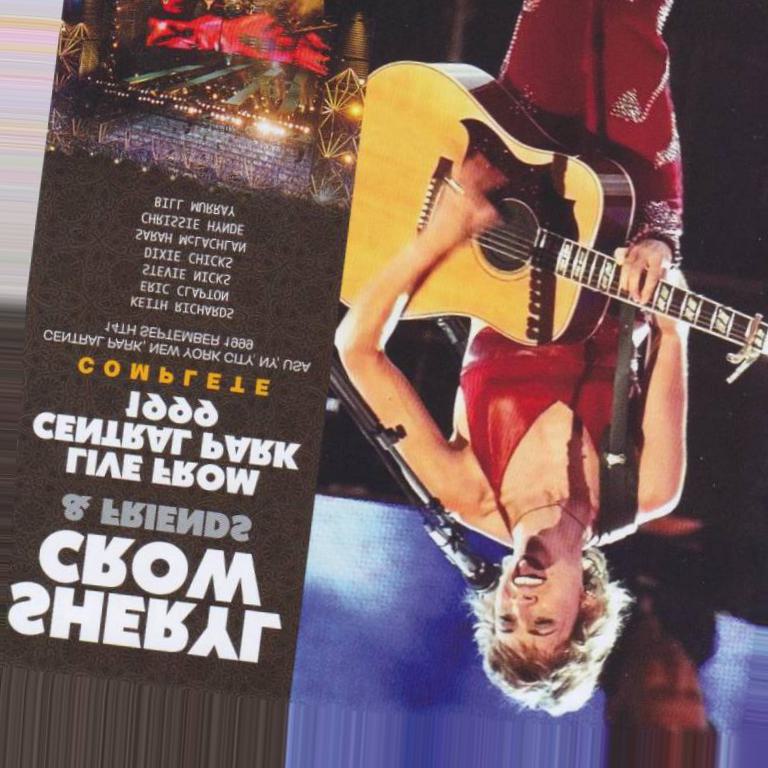 SHERYL
CROW
& FRIENDS
LIVE FROM
CENTRAL PARK
1999
COMPLETE
CENTRAL PARK, NEW YORK CITY, NY, USA
14TH SEPTEMBER 1999
KEITH RICHARDS
ERIC CLAPTON
STEVIE NICKS
DIXIE CHICKS
SARAH McLACHLAN
CHRISSIE HYNDE
BILL MURRAY